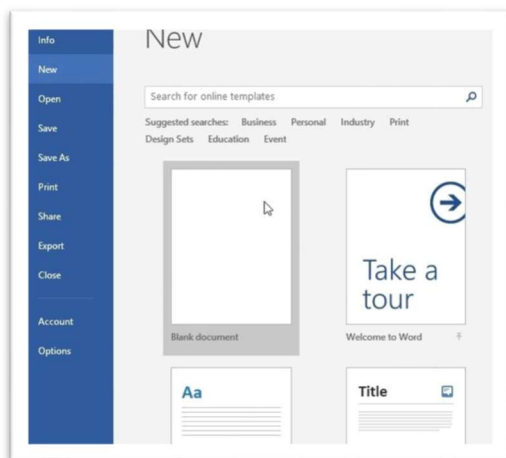 Info
New
Open
Save
Save As
Print
Share
Export
Close
Account
Options
New
Search for online templates
Suggested searches: Business Personal Industry Print
Design Sets Education Event
Take a
tour
Blank document
Welcome to Word
Aa
Title